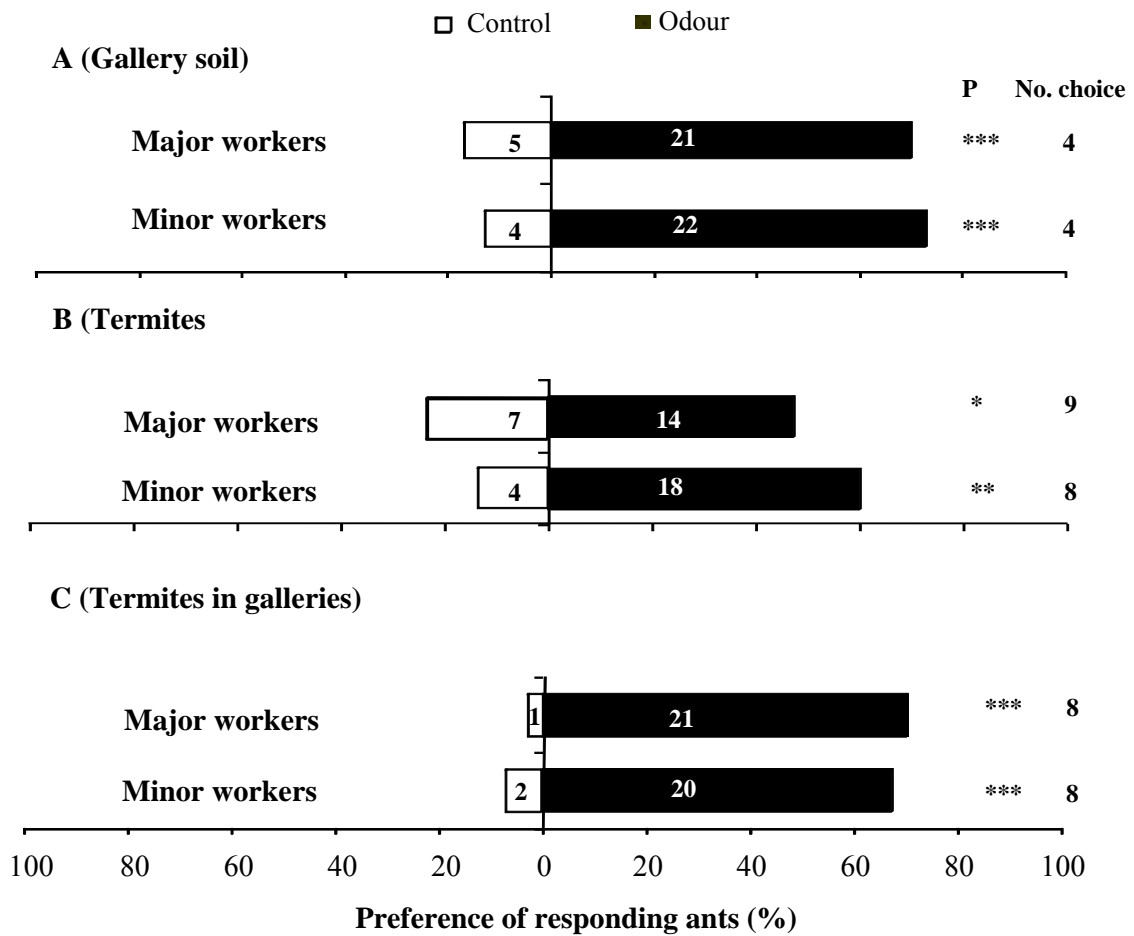 Control Odour
A (Gallery soil)
P No. choice
Major workers 5 21 *** 4
Minor workers 4 22 *** 4
B (Termites
Major workers 7 14 * 9
Minor workers 4 18 ** 8
C (Termites in galleries)
Major workers 1 21 *** 8
Minor workers 2 20 *** 8
100 80 60 40 20 0 20 40 60 80 100
Preference of responding ants (%)